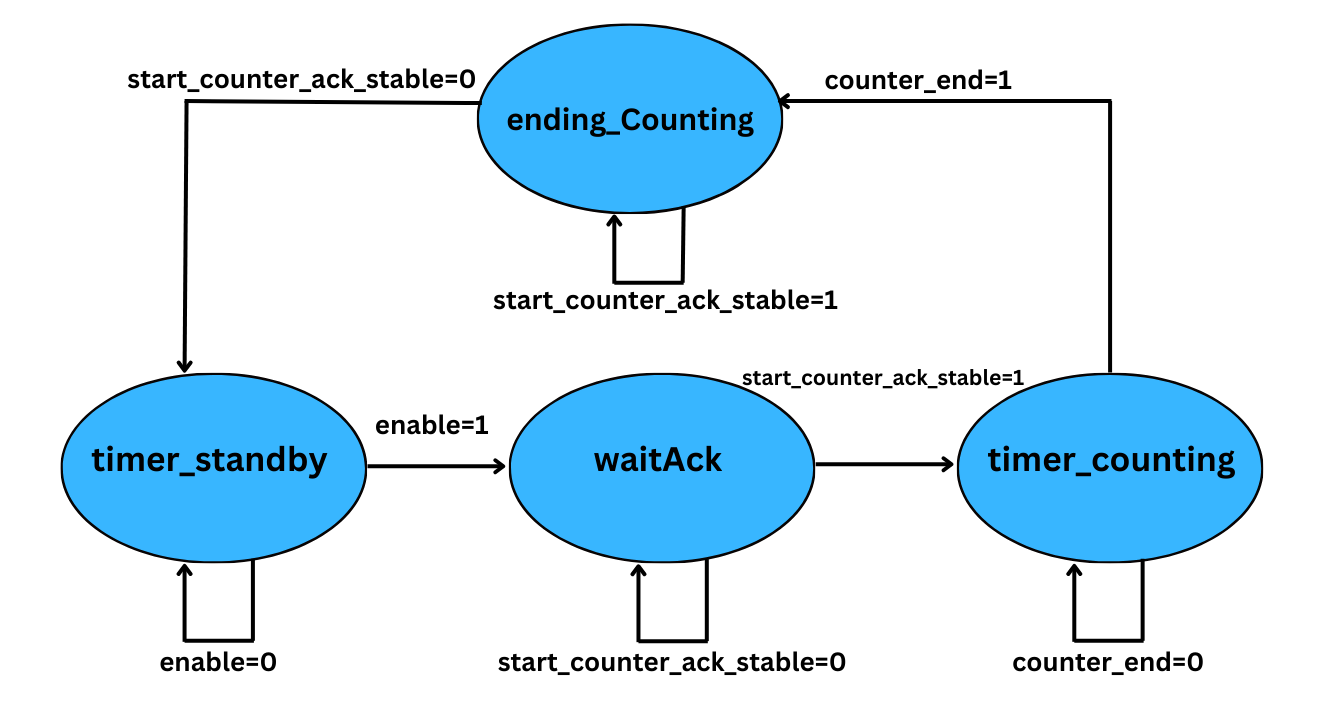 start_counter_ack_stable=0
counter_end=1
ending_Counting
start_counter_ack_stable=1
start_counter_ack_stable=1
enable=1
timer_standby
waitAck
timer_counting
enable=0
start_counter_ack_stable=0
counter_end=0